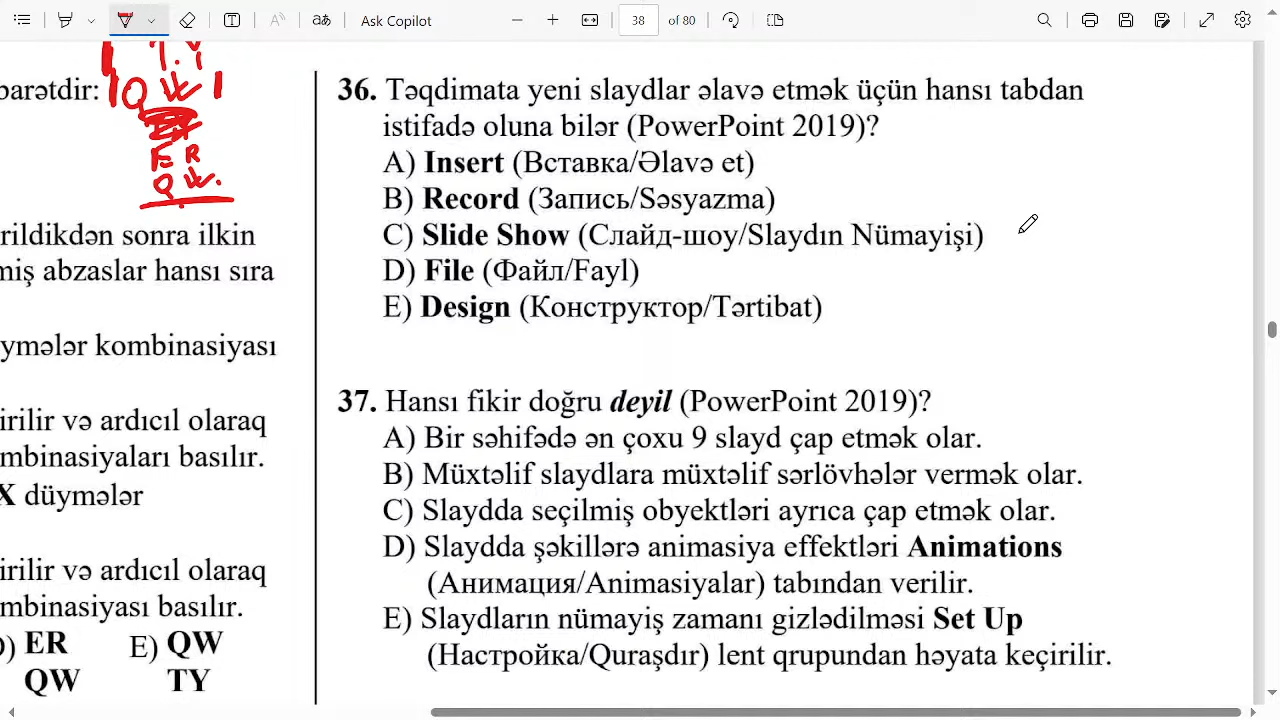 Ask Copilot
38 of 80
barətdir:
Q W
E R
Q W.
rildikdən sonra ilkin
miş abzaslar hansı sıra
ymələr kombinasiyası
irilir və ardıcıl olaraq
mbinasiyaları basılır.
X düymələr
irilir və ardıcıl olaraq
mbinasiyası basılır.
D) ER E) QW
QW TY
36. Təqdimata yeni slaydlar əlavə etmək üçün hansı tabdan
istifadə oluna bilər (PowerPoint 2019)?
A) Insert (Вставка/Əlavə et)
B) Record (Запись/Səsyazma)
C) Slide Show (Слайд-шоу/Slaydın Nümayişi)
D) File (Файл/Fayl)
E) Design (Конструктор/Tərtibat)
37. Hansı fikir doğru deyil (PowerPoint 2019)?
A) Bir səhifədə ən çoxu 9 slayd çap etmək olar.
B) Müxtəlif slaydlara müxtəlif sərlövhələr vermək olar.
C) Slaydda seçilmiş obyektləri ayrıca çap etmək olar.
D) Slaydda şəkillərə animasiya effektləri Animations
(Анимация/Animasiyalar) tabından verilir.
E) Slaydların nümayiş zamanı gizlədilməsi Set Up
(Настройка/Quraşdır) lent qrupundan həyata keçirilir.